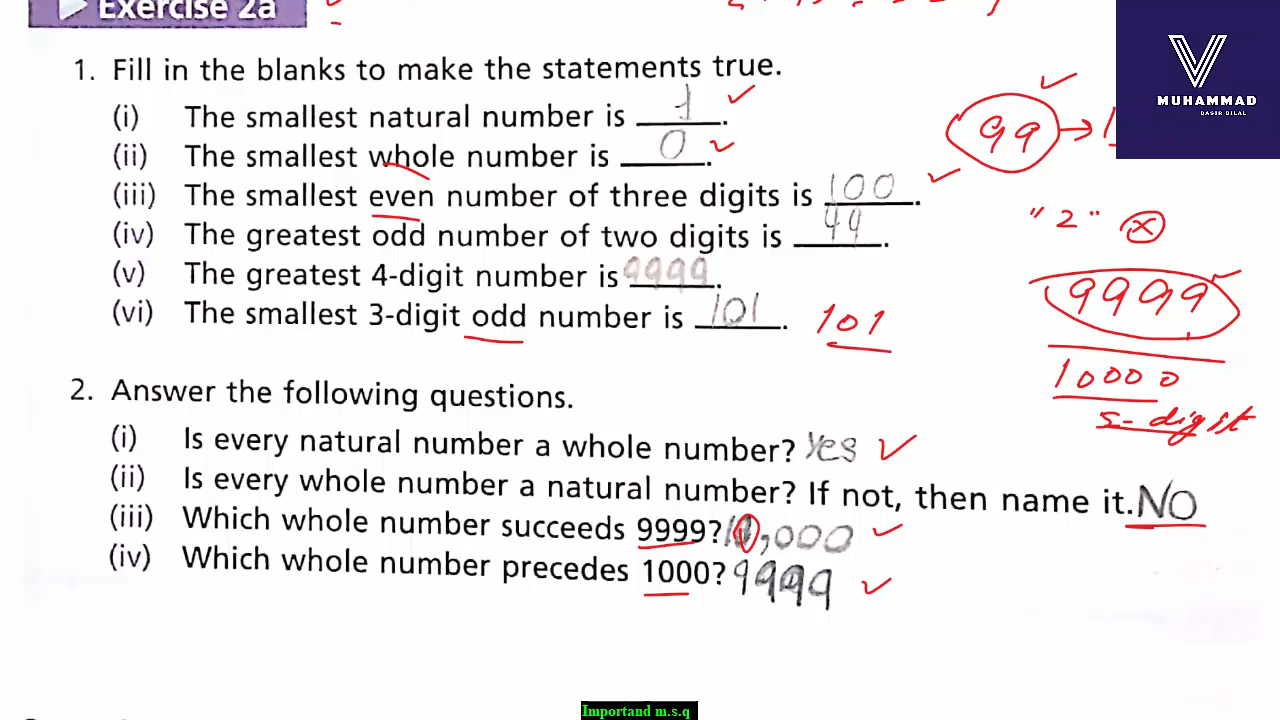 Exercise 2a
1. Fill in the blanks to make the statements true.
(i) The smallest natural number is 1.
(ii) The smallest whole number is 0.
(iii) The smallest even number of three digits is 100.
(iv) The greatest odd number of two digits is 99.
(v) The greatest 4-digit number is 9999.
(vi) The smallest 3-digit odd number is 101. 101
99 →
"2"
9999
10000
5-digit
2. Answer the following questions.
(i) Is every natural number a whole number? Yes
(ii) Is every whole number a natural number? If not, then name it. NO
(iii) Which whole number succeeds 9999? 10,000
(iv) Which whole number precedes 1000? 9999
MUHAMMAD
QASIR BILAL
Importand m.s.q